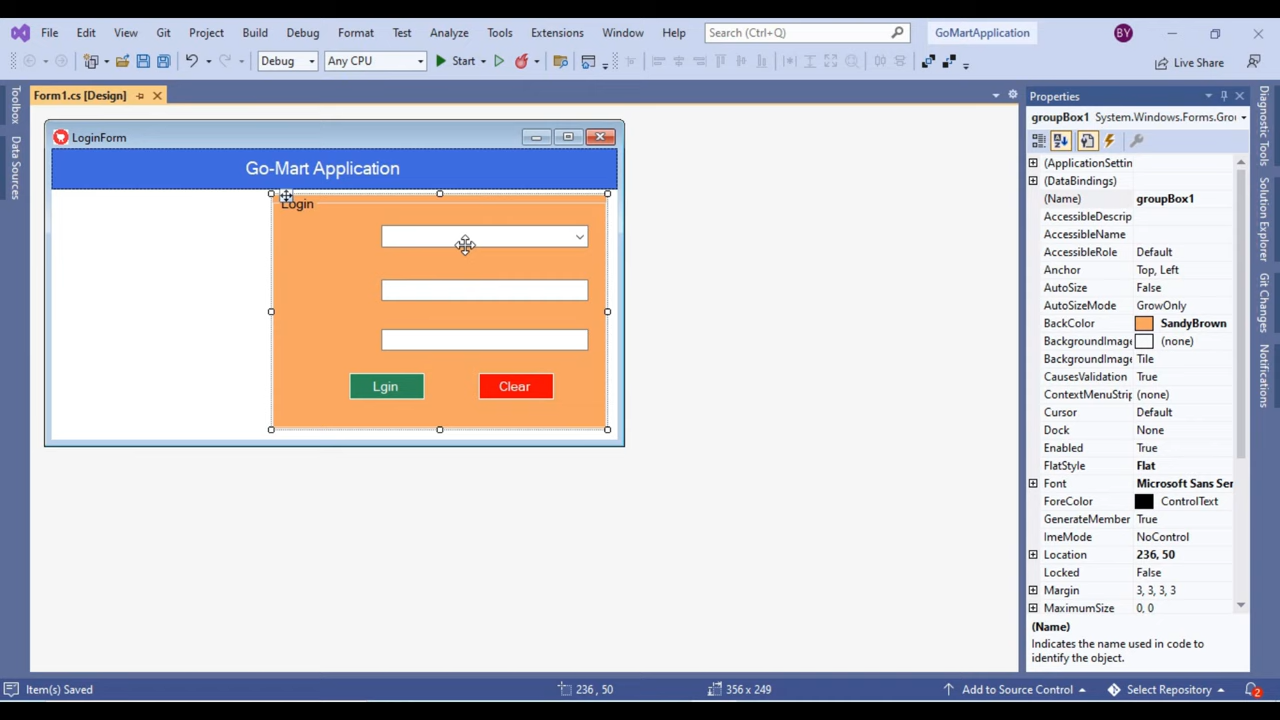 File Edit View Git Project Build Debug Format Test Analyze Tools Extensions Window Help Search (Ctrl+Q) GoMartApplication BY
Debug Any CPU Start Live Share
Form1.cs [Design]
Toolbox
Data Sources
LoginForm
Go-Mart Application
Login
Lgin Clear
Properties
groupBox1 System.Windows.Forms.Gro
(ApplicationSettin
(DataBindings)
(Name) groupBox1
AccessibleDescrip
AccessibleName
AccessibleRole Default
Anchor Top, Left
AutoSize False
AutoSizeMode GrowOnly
BackColor SandyBrown
BackgroundImage (none)
BackgroundImage Tile
CausesValidation True
ContextMenuStrip (none)
Cursor Default
Dock None
Enabled True
FlatStyle Flat
Font Microsoft Sans Ser
ForeColor ControlText
GenerateMember True
ImeMode NoControl
Location 236, 50
Locked False
Margin 3, 3, 3, 3
MaximumSize 0, 0
(Name)
Indicates the name used in code to
identify the object.
Diagnostic Tools
Solution Explorer
Git Changes
Notifications
Item(s) Saved 236 , 50 356 x 249 Add to Source Control Select Repository 2